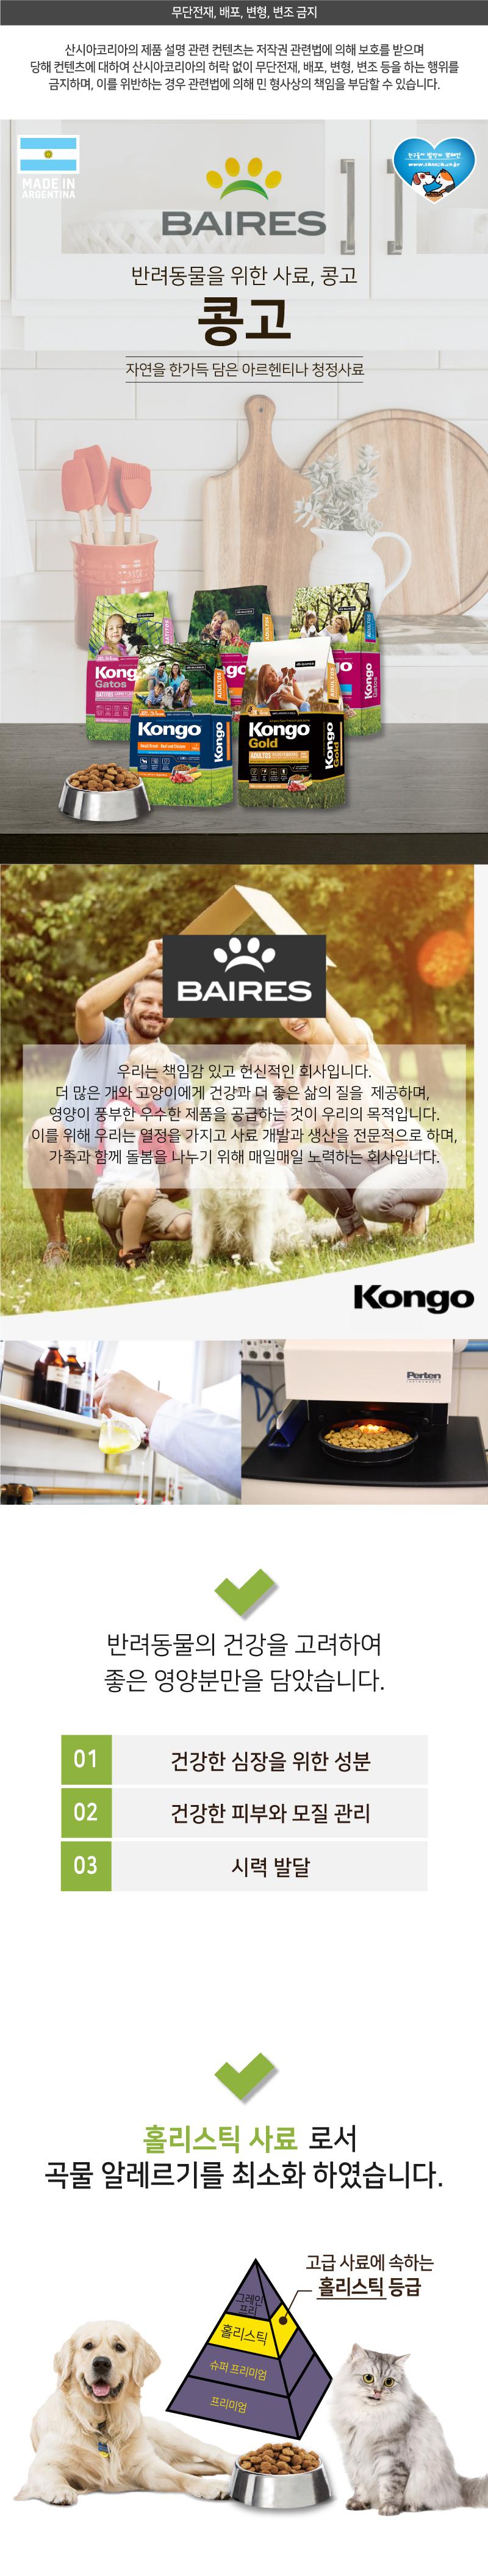 무단전재, 배포, 변형, 변조 금지
산시아코리아의 제품 설명 관련 컨텐츠는 저작권 관련법에 의해 보호를 받으며
당해 컨텐츠에 대하여 산시아코리아의 허락 없이 무단전재, 배포, 변형, 변조 등을 하는 행위를
금지하며, 이를 위반하는 경우 관련법에 의해 민 형사상의 책임을 부담할 수 있습니다.
MADE IN
ARGENTINA
BAIRES
반려동물을 위한 사료, 콩고
콩고
자연을 한가득 담은 아르헨티나 청정사료
Kongo
Gatos
Kongo
Kongo
Kongo
Gold
ADULTOS
Kongo
Gold
BAIRES
우리는 책임감 있고 헌신적인 회사입니다.
더 많은 개와 고양이에게 건강과 더 좋은 삶의 질을 제공하며,
영양이 풍부한 우수한 제품을 공급하는 것이 우리의 목적입니다.
이를 위해 우리는 열정을 가지고 사료 개발과 생산을 전문적으로 하며,
가족과 함께 돌봄을 나누기 위해 매일매일 노력하는 회사입니다.
Kongo
Perten
INSTRUMENTS
반려동물의 건강을 고려하여
좋은 영양분만을 담았습니다.
01 건강한 심장을 위한 성분
02 건강한 피부와 모질 관리
03 시력 발달
홀리스틱 사료 로서
곡물 알레르기를 최소화 하였습니다.
고급 사료에 속하는
홀리스틱 등급
그레인
프리
홀리스틱
슈퍼 프리미엄
프리미엄